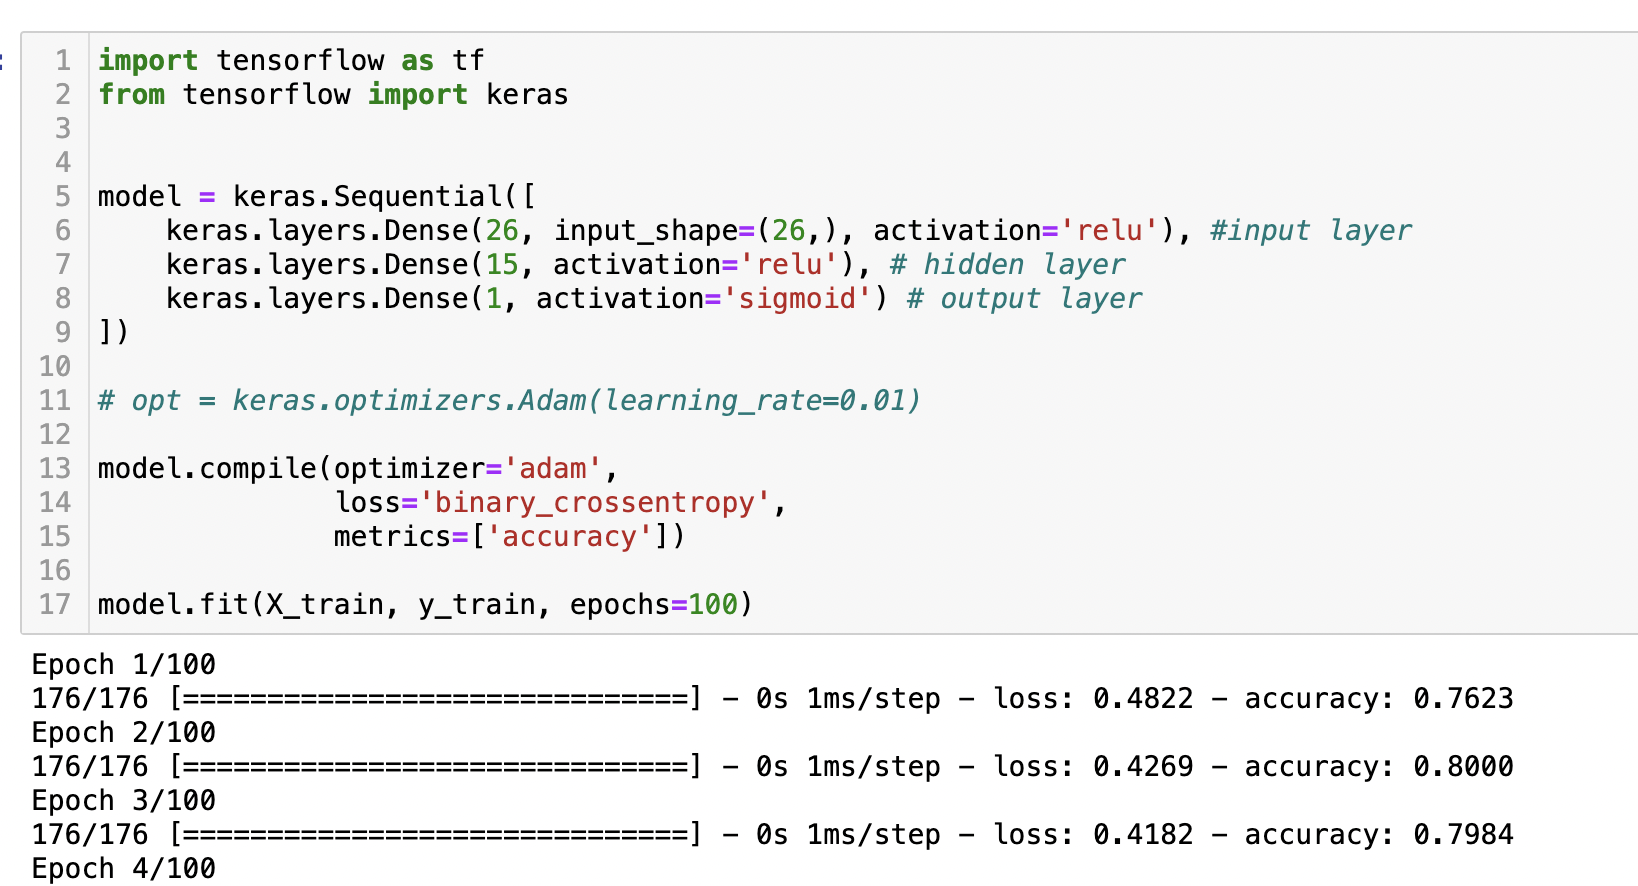 :
1 import tensorflow as tf
2 from tensorflow import keras
3
4
5 model = keras.Sequential([
6     keras.layers.Dense(26, input_shape=(26,), activation='relu'), #input layer
7     keras.layers.Dense(15, activation='relu'), # hidden layer
8     keras.layers.Dense(1, activation='sigmoid') # output layer
9 ])
10
11 # opt = keras.optimizers.Adam(learning_rate=0.01)
12
13 model.compile(optimizer='adam',
14               loss='binary_crossentropy',
15               metrics=['accuracy'])
16
17 model.fit(X_train, y_train, epochs=100)
Epoch 1/100
176/176 [==============================] - 0s 1ms/step - loss: 0.4822 - accuracy: 0.7623
Epoch 2/100
176/176 [==============================] - 0s 1ms/step - loss: 0.4269 - accuracy: 0.8000
Epoch 3/100
176/176 [==============================] - 0s 1ms/step - loss: 0.4182 - accuracy: 0.7984
Epoch 4/100